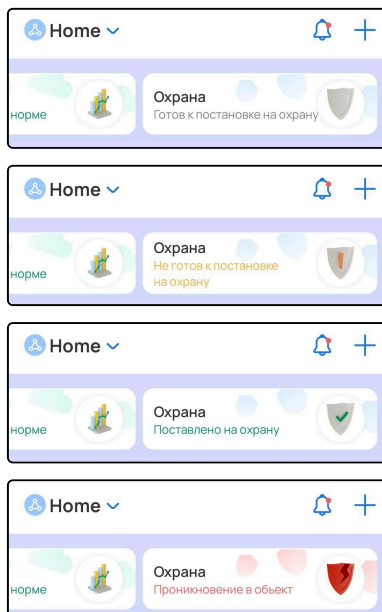 Home
Охрана
норме
Готов к постановке на охрану
Home
Охрана
Не готов к постановке
норме
на охрану
Home
Охрана
норме
Поставлено на охрану
Home
Охрана
норме
Проникновение в объект